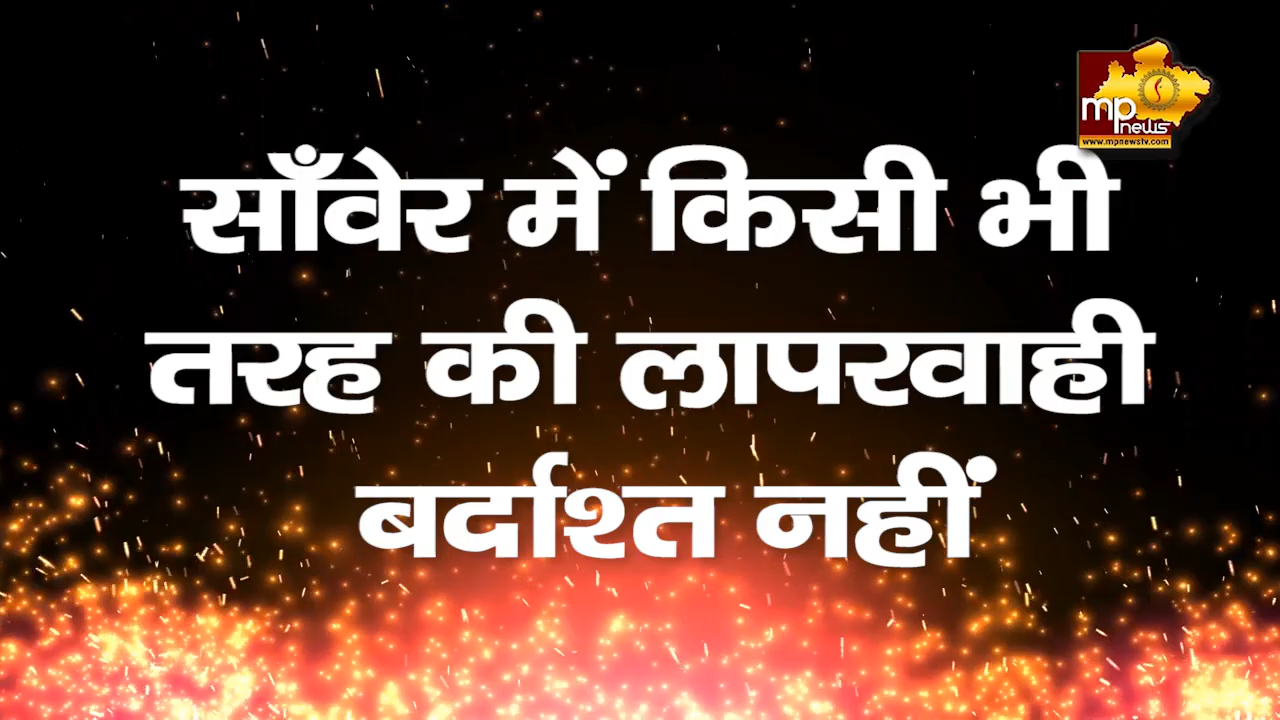 mp
news
www.mpnewstv.com
साँवेर में किसी भी
तरह की लापरवाही
बर्दाश्त नहीं